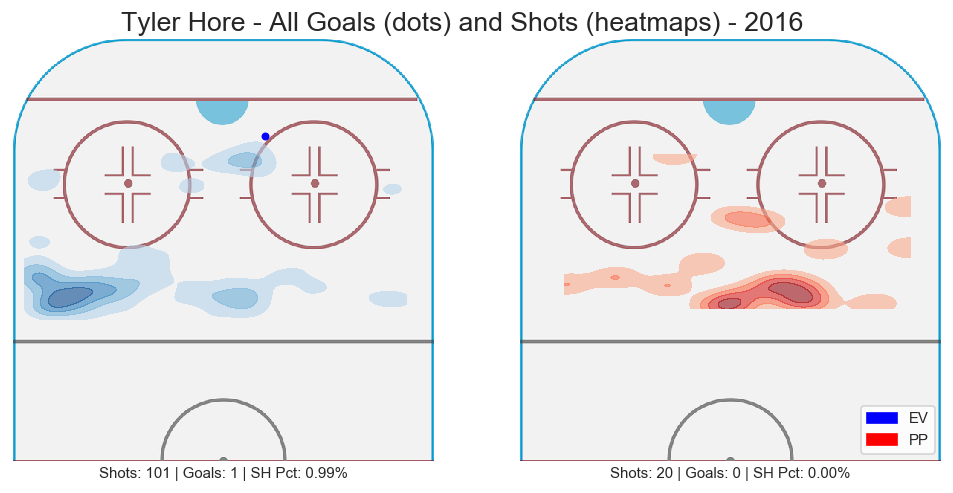 Tyler Hore - All Goals (dots) and Shots (heatmaps) - 2016
EV
PP
Shots: 101 | Goals: 1 | SH Pct: 0.99%
Shots: 20 | Goals: 0 | SH Pct: 0.00%